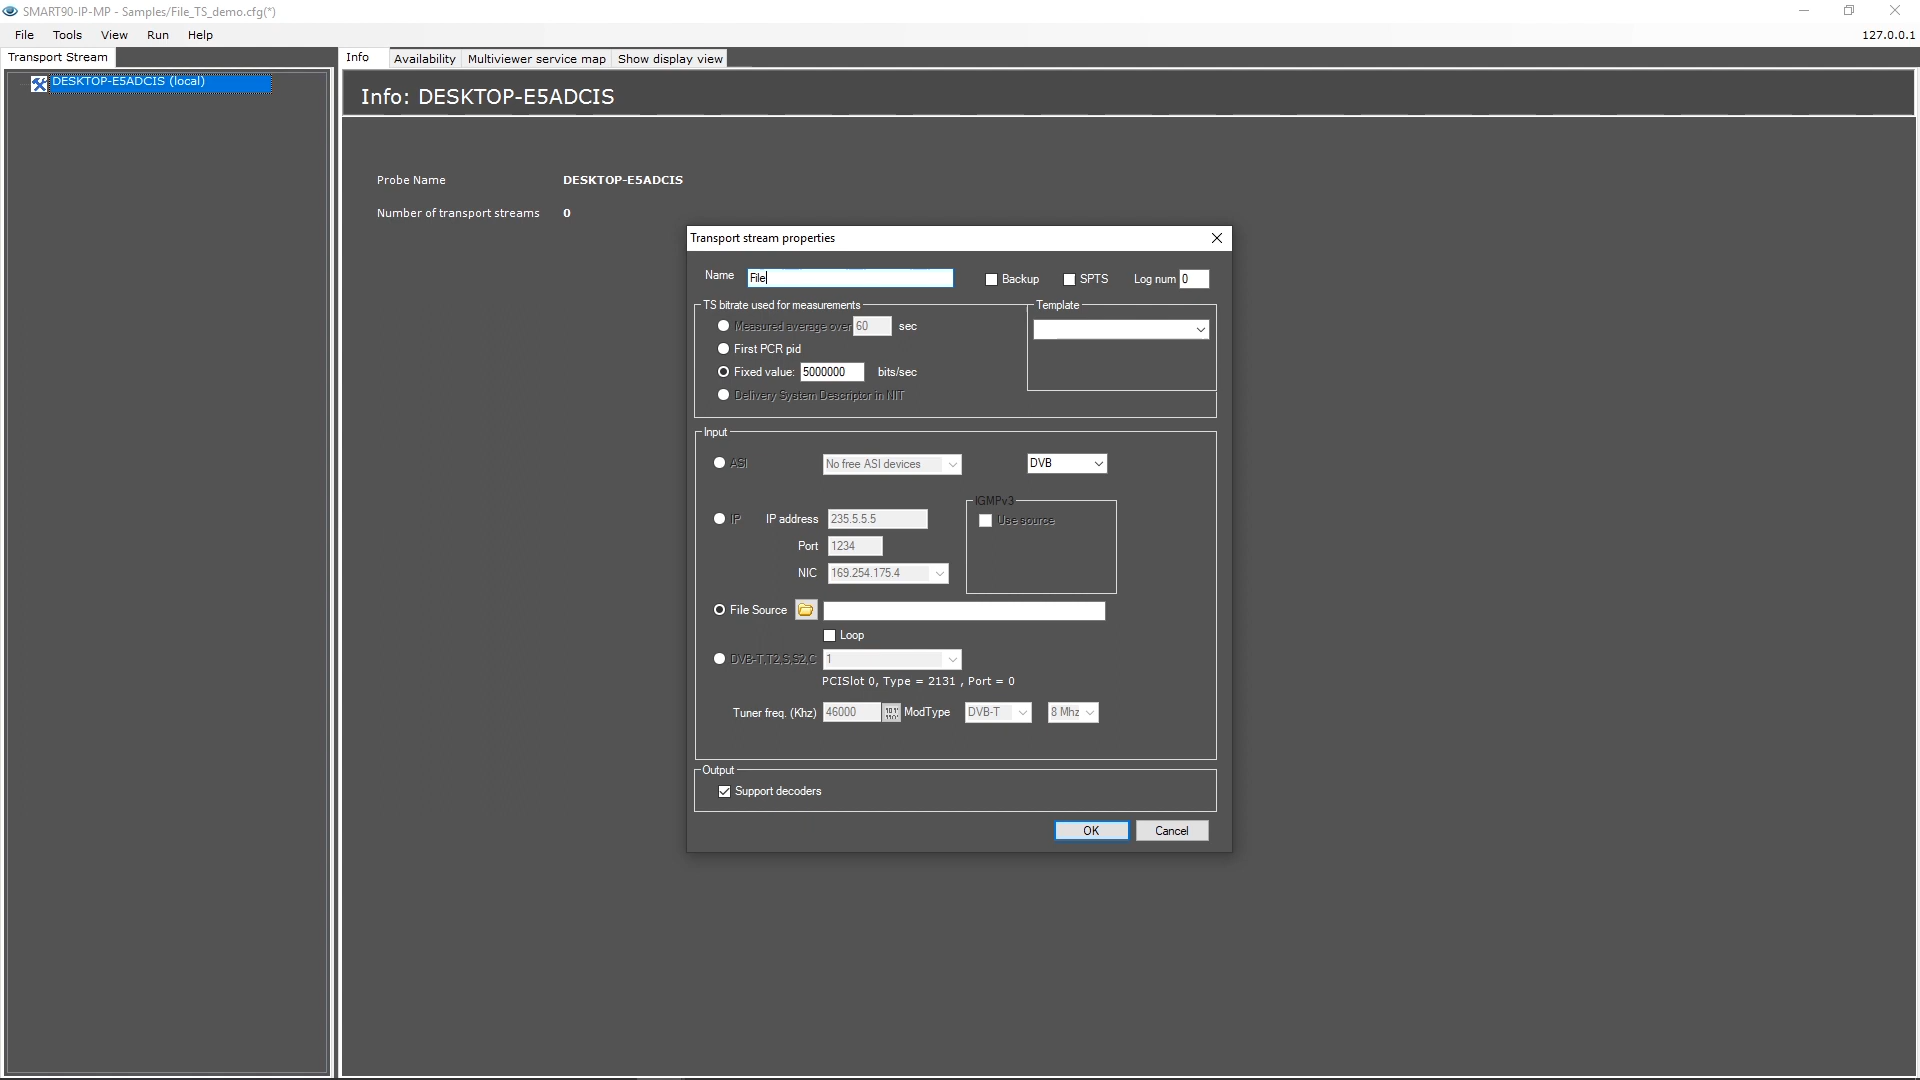 SMART90-IP-MP - Samples/File_TS_demo.cfg(*)
File Tools View Run Help 127.0.0.1
Transport Stream Info Availability Multiviewer service map Show display view
DESKTOP-E5ADCIS (local)
Info: DESKTOP-E5ADCIS
Probe Name DESKTOP-E5ADCIS
Number of transport streams 0
Transport stream properties
Name File Backup SPTS Log num 0
TS bitrate used for measurements Template
Measured average over 60 sec
First PCR pid
Fixed value: 5000000 bits/sec
Delivery System Descriptor in NIT
Input
ASI No free ASI devices DVB
IGMPv3
IP IP address 235.5.5.5 Use source
Port 1234
NIC 169.254.175.4
File Source
Loop
DVB-T,T2,S,S2,C 1
PCISlot 0, Type = 2131 , Port = 0
Tuner freq. (Khz) 46000 ModType DVB-T 8 Mhz
Output
Support decoders
OK Cancel